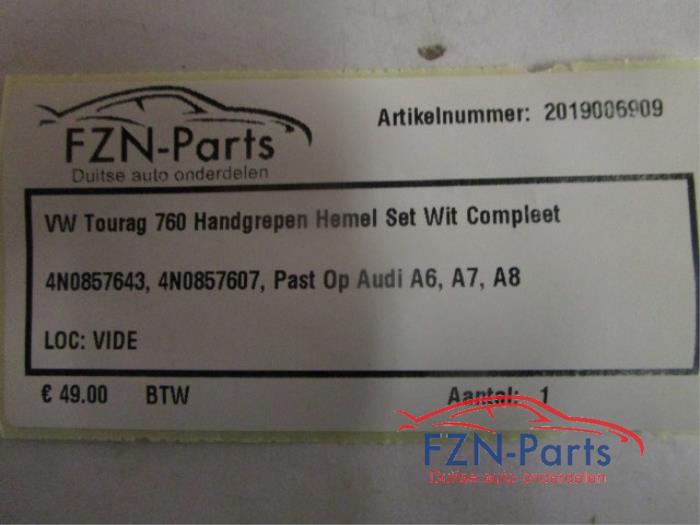 FZN-Parts
Duitse auto onderdelen
Artikelnummer: 2019006909
VW Tourag 760 Handgrepen Hemel Set Wit Compleet
4N0857643, 4N0857607, Past Op Audi A6, A7, A8
LOC: VIDE
€ 49.00 BTW Aantal: 1
FZN-Parts
Duitse auto onderdelen